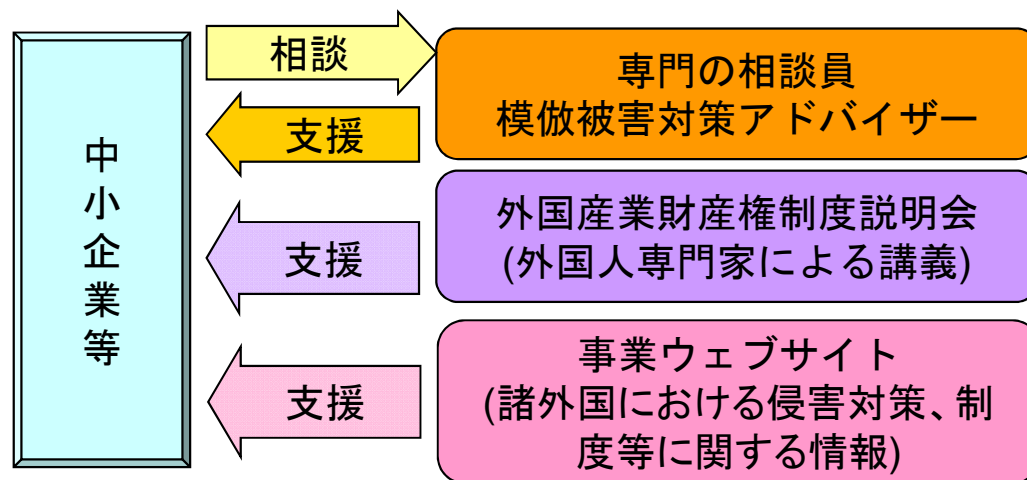 中小企業等
相談
専門の相談員
模倣被害対策アドバイザー
支援
外国産業財産権制度説明会
(外国人専門家による講義)
支援
事業ウェブサイト
(諸外国における侵害対策、制
度等に関する情報)
支援